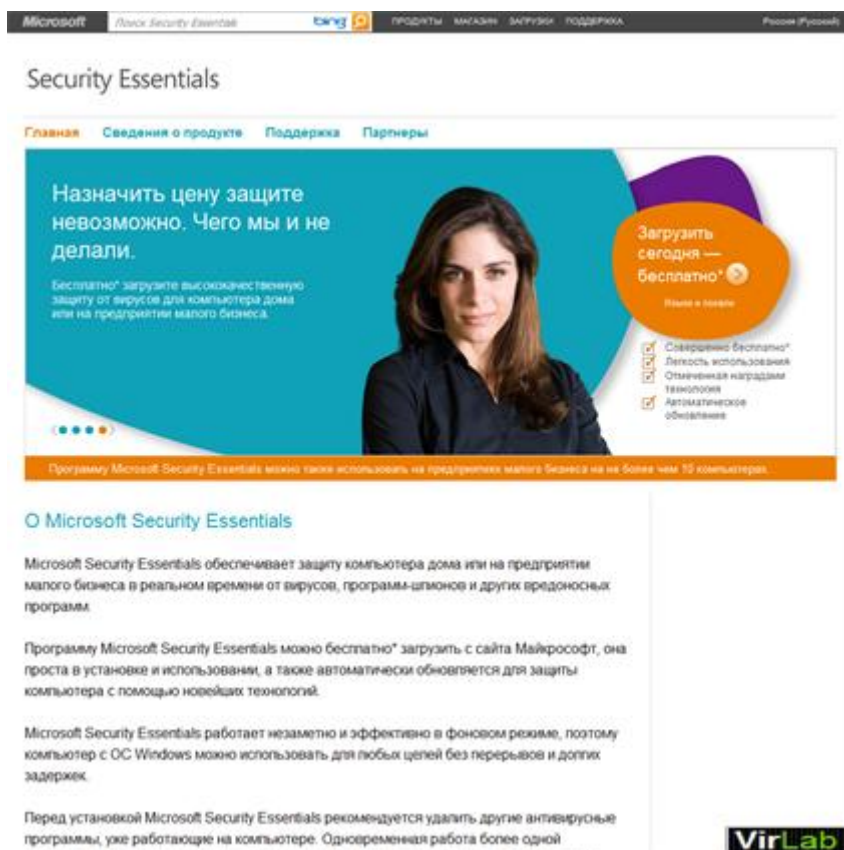 Microsoft
Поиск Security Essentials
bing
ПРОДУКТЫ МАГАЗИН ЗАГРУЗКИ ПОДДЕРЖКА
Россия (Русский)
Security Essentials
Главная Сведения о продукте Поддержка Партнеры
Назначить цену защите
невозможно. Чего мы и не
делали.
Бесплатно* загрузите высококачественную
защиту от вирусов для компьютера дома
или на предприятии малого бизнеса.
Загрузить
сегодня —
бесплатно*
Языки и
Совершенно бесплатно*
Легкость использования
Отмеченная наградами
технология
Автоматическое
обновление
Программу Microsoft Security Essentials можно также использовать на предприятиях малого бизнеса на не более чем 10 компьютерах.
О Microsoft Security Essentials
Microsoft Security Essentials обеспечивает защиту компьютера дома или на предприятии
малого бизнеса в реальном времени от вирусов, программ-шпионов и других вредоносных
программ.
Программу Microsoft Security Essentials можно бесплатно* загрузить с сайта Майкрософт, она
проста в установке и использовании, а также автоматически обновляется для защиты
компьютера с помощью новейших технологий.
Microsoft Security Essentials работает незаметно и эффективно в фоновом режиме, поэтому
компьютер с ОС Windows можно использовать для любых целей без перерывов и долгих
задержек.
Перед установкой Microsoft Security Essentials рекомендуется удалить другие антивирусные
программы, уже работающие на компьютере. Одновременная работа более одной
VirLab